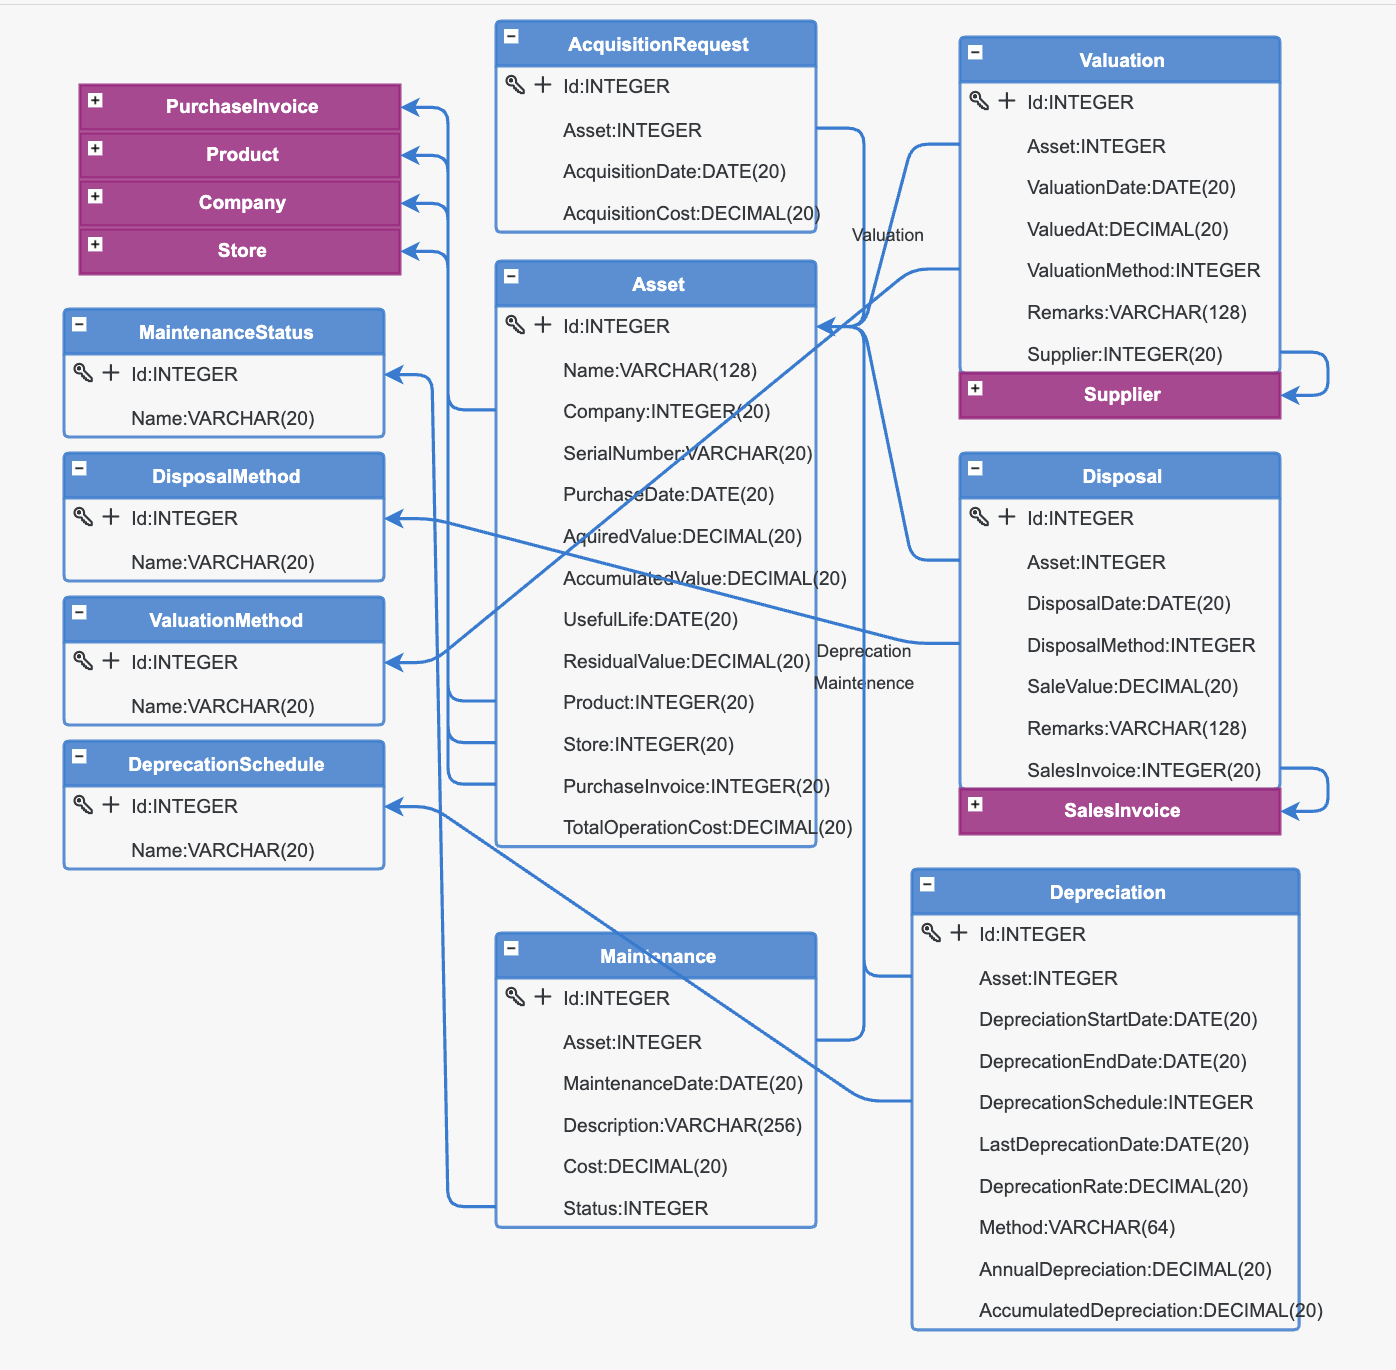 PurchaseInvoice
Product
Company
Store
MaintenanceStatus
Id:INTEGER
Name:VARCHAR(20)
DisposalMethod
Id:INTEGER
Name:VARCHAR(20)
ValuationMethod
Id:INTEGER
Name:VARCHAR(20)
DeprecationSchedule
Id:INTEGER
Name:VARCHAR(20)
AcquisitionRequest
Id:INTEGER
Asset:INTEGER
AcquisitionDate:DATE(20)
AcquisitionCost:DECIMAL(20)
Asset
Id:INTEGER
Name:VARCHAR(128)
Company:INTEGER(20)
SerialNumber:VARCHAR(20)
PurchaseDate:DATE(20)
AquiredValue:DECIMAL(20)
AccumulatedValue:DECIMAL(20)
UsefulLife:DATE(20)
ResidualValue:DECIMAL(20)
Product:INTEGER(20)
Store:INTEGER(20)
PurchaseInvoice:INTEGER(20)
TotalOperationCost:DECIMAL(20)
Maintenance
Id:INTEGER
Asset:INTEGER
MaintenanceDate:DATE(20)
Description:VARCHAR(256)
Cost:DECIMAL(20)
Status:INTEGER
Valuation
Deprecation
Maintenence
Valuation
Id:INTEGER
Asset:INTEGER
ValuationDate:DATE(20)
ValuedAt:DECIMAL(20)
ValuationMethod:INTEGER
Remarks:VARCHAR(128)
Supplier:INTEGER(20)
Supplier
Disposal
Id:INTEGER
Asset:INTEGER
DisposalDate:DATE(20)
DisposalMethod:INTEGER
SaleValue:DECIMAL(20)
Remarks:VARCHAR(128)
SalesInvoice:INTEGER(20)
SalesInvoice
Depreciation
Id:INTEGER
Asset:INTEGER
DepreciationStartDate:DATE(20)
DeprecationEndDate:DATE(20)
DeprecationSchedule:INTEGER
LastDeprecationDate:DATE(20)
DeprecationRate:DECIMAL(20)
Method:VARCHAR(64)
AnnualDepreciation:DECIMAL(20)
AccumulatedDepreciation:DECIMAL(20)